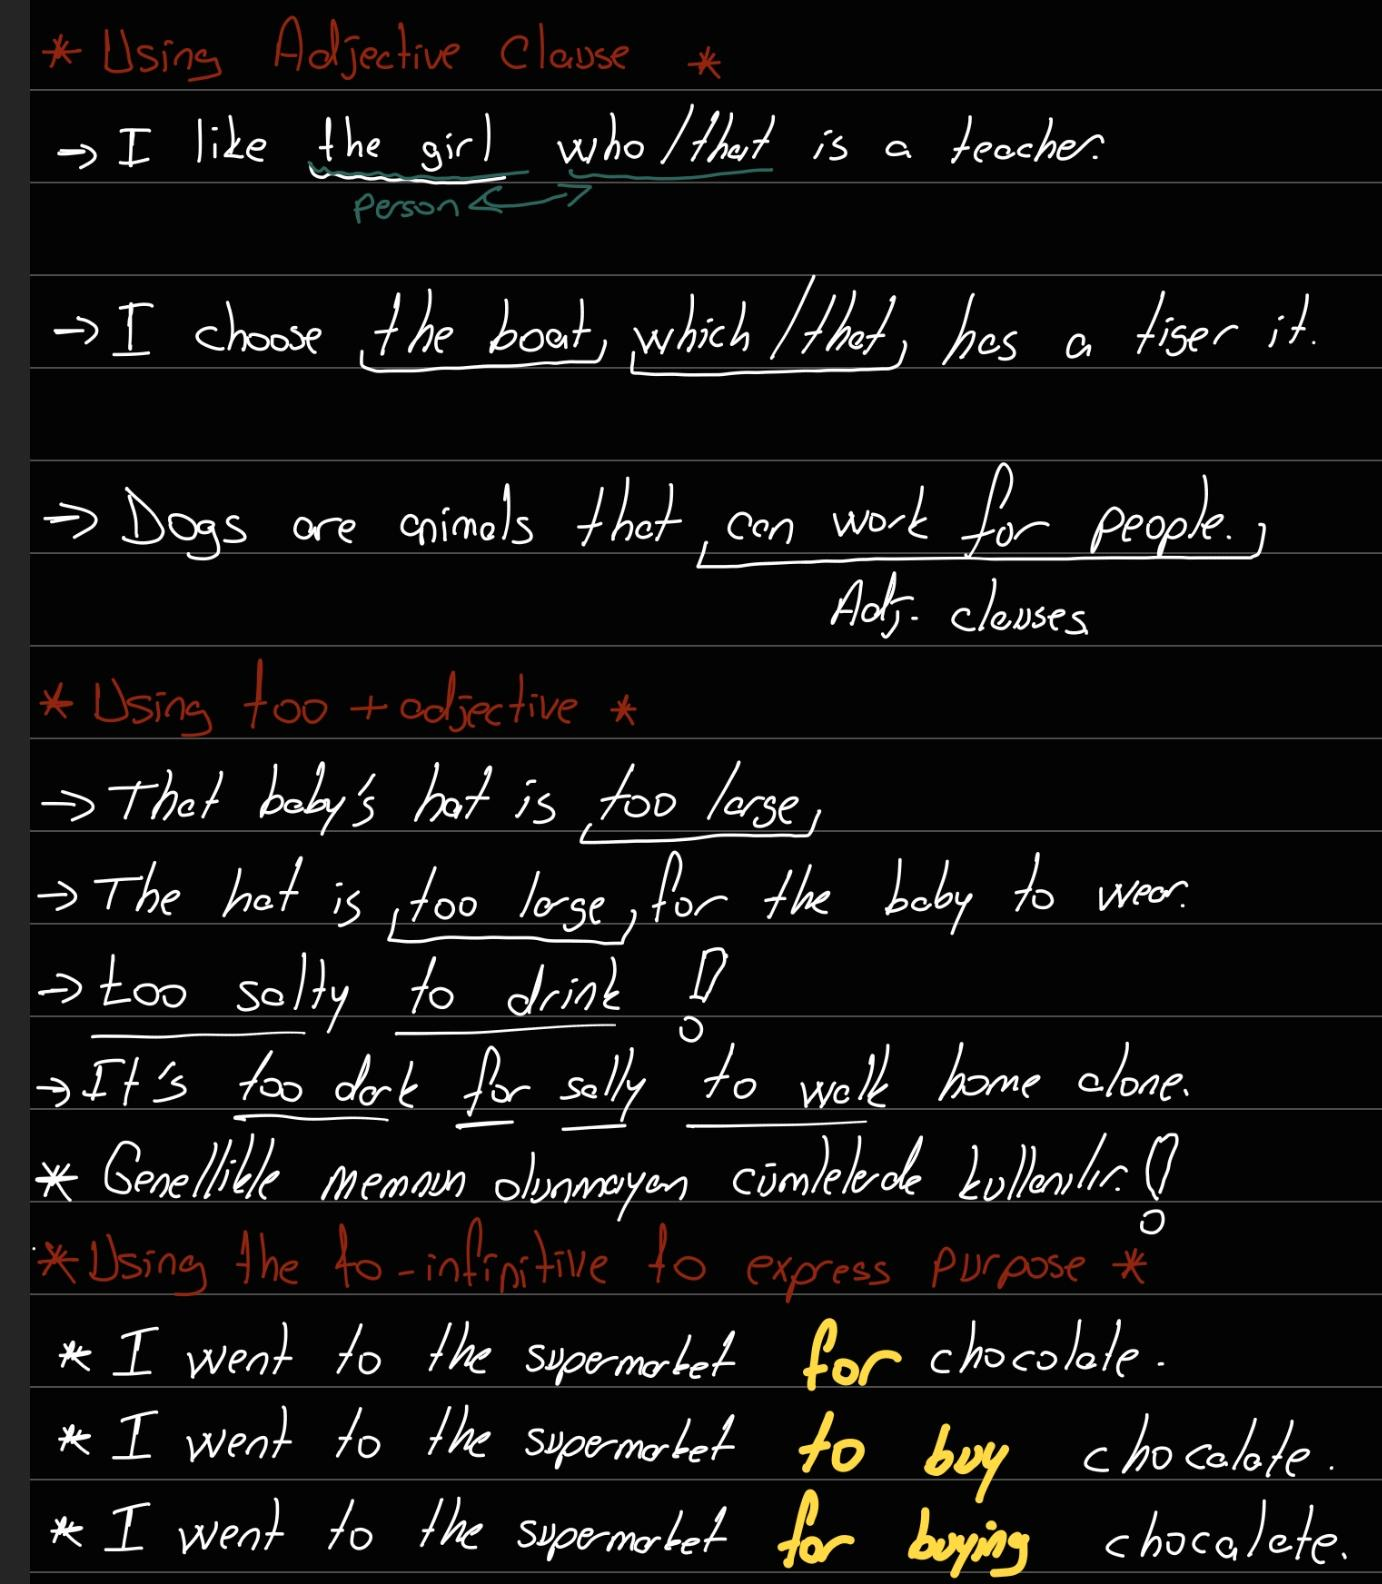 * Using Adjective Clause *
→ I like the girl who/that is a teacher.
person
→ I choose the boat which/that has a tiger it.
→ Dogs are animals that can work for people.
Adj. clauses
* Using too + adjective *
→ That baby's hat is too large
→ The hat is too large for the baby to wear.
→ too salty to drink !
→ It's too dark for sally to walk home alone.
* Genellikle memnun olunmayan cümlelerde kullanılır. !
* Using the to-infinitive to express purpose *
* I went to the supermarket for chocolate.
* I went to the supermarket to buy chocalate.
* I went to the supermarket for buying chocalate.